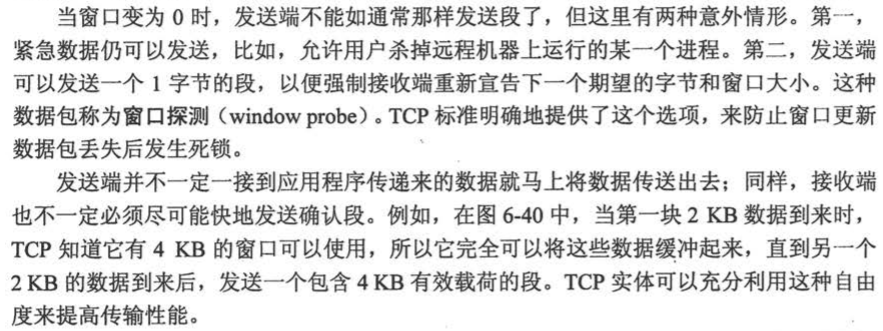 当窗口变为 0 时，发送端不能如通常那样发送段了，但这里有两种意外情形。第一，
紧急数据仍可以发送，比如，允许用户杀掉远程机器上运行的某一个进程。第二，发送端
可以发送一个 1 字节的段，以便强制接收端重新宣告下一个期望的字节和窗口大小。这种
数据包称为窗口探测（window probe）。TCP 标准明确地提供了这个选项，来防止窗口更新
数据包丢失后发生死锁。
发送端并不一定一接到应用程序传递来的数据就马上将数据传送出去；同样，接收端
也不一定必须尽可能快地发送确认段。例如，在图 6-40 中，当第一块 2 KB 数据到来时，
TCP 知道它有 4 KB 的窗口可以使用，所以它完全可以将这些数据缓冲起来，直到另一个
2 KB 的数据到来后，发送一个包含 4 KB 有效载荷的段。TCP 实体可以充分利用这种自由
度来提高传输性能。